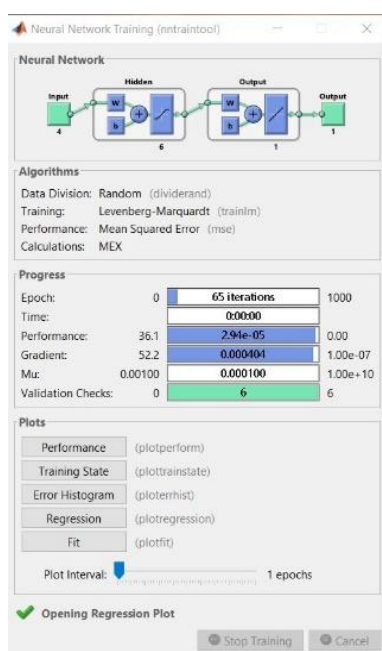 Neural Network Training (nntraintool)
Neural Network
Hidden Output
Input Output
W W
b b
4 6 1 1
Algorithms
Data Division: Random (dividerand)
Training: Levenberg-Marquardt (trainlm)
Performance: Mean Squared Error (mse)
Calculations: MEX
Progress
Epoch: 0 65 iterations 1000
Time: 0:00:00
Performance: 36.1 2.94e-05 0.00
Gradient: 52.2 0.000404 1.00e-07
Mu: 0.00100 0.000100 1.00e+10
Validation Checks: 0 6 6
Plots
Performance (plotperform)
Training State (plottrainstate)
Error Histogram (ploterrhist)
Regression (plotregression)
Fit (plotfit)
Plot Interval: 1 epochs
Opening Regression Plot
Stop Training Cancel